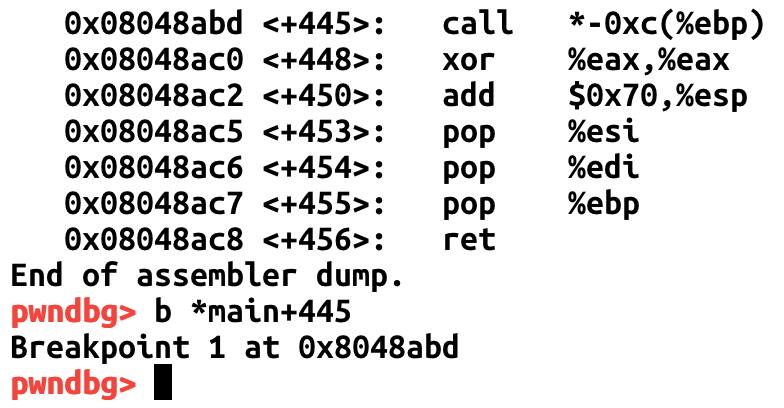 0x08048abd <+445>:   call   *-0xc(%ebp)
0x08048ac0 <+448>:   xor    %eax,%eax
0x08048ac2 <+450>:   add    $0x70,%esp
0x08048ac5 <+453>:   pop    %esi
0x08048ac6 <+454>:   pop    %edi
0x08048ac7 <+455>:   pop    %ebp
0x08048ac8 <+456>:   ret
End of assembler dump.
pwndbg> b *main+445
Breakpoint 1 at 0x8048abd
pwndbg>